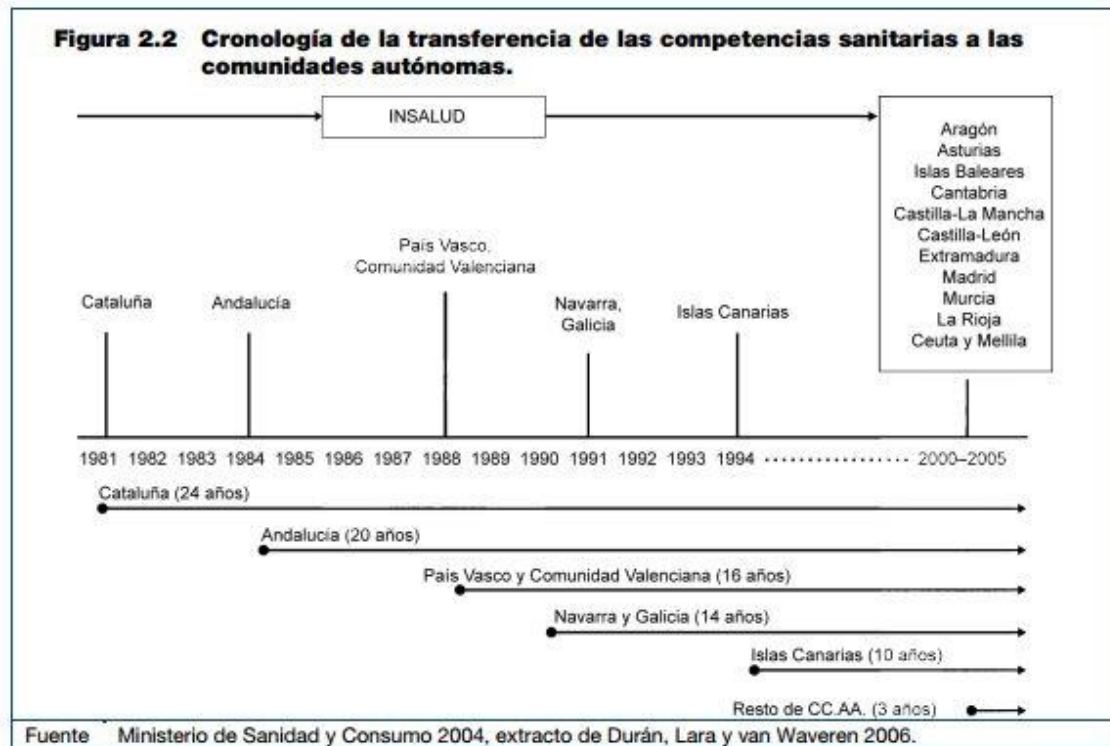 Figura 2.2 Cronología de la transferencia de las competencias sanitarias a las
comunidades autónomas.
INSALUD
Aragón
Asturias
Islas Baleares
Cantabria
Castilla-La Mancha
Castilla-León
Extramadura
Madrid
Murcia
La Rioja
Ceuta y Mellila
País Vasco,
Comunidad Valenciana
Cataluña
Andalucía
Navarra,
Galicia
Islas Canarias
1981 1982 1983 1984 1985 1986 1987 1988 1989 1990 1991 1992 1993 1994 ················ 2000–2005
Cataluña (24 años)
Andalucía (20 años)
País Vasco y Comunidad Valenciana (16 años)
Navarra y Galicia (14 años)
Islas Canarias (10 años)
Resto de CC.AA. (3 años)
Fuente Ministerio de Sanidad y Consumo 2004, extracto de Durán, Lara y van Waveren 2006.